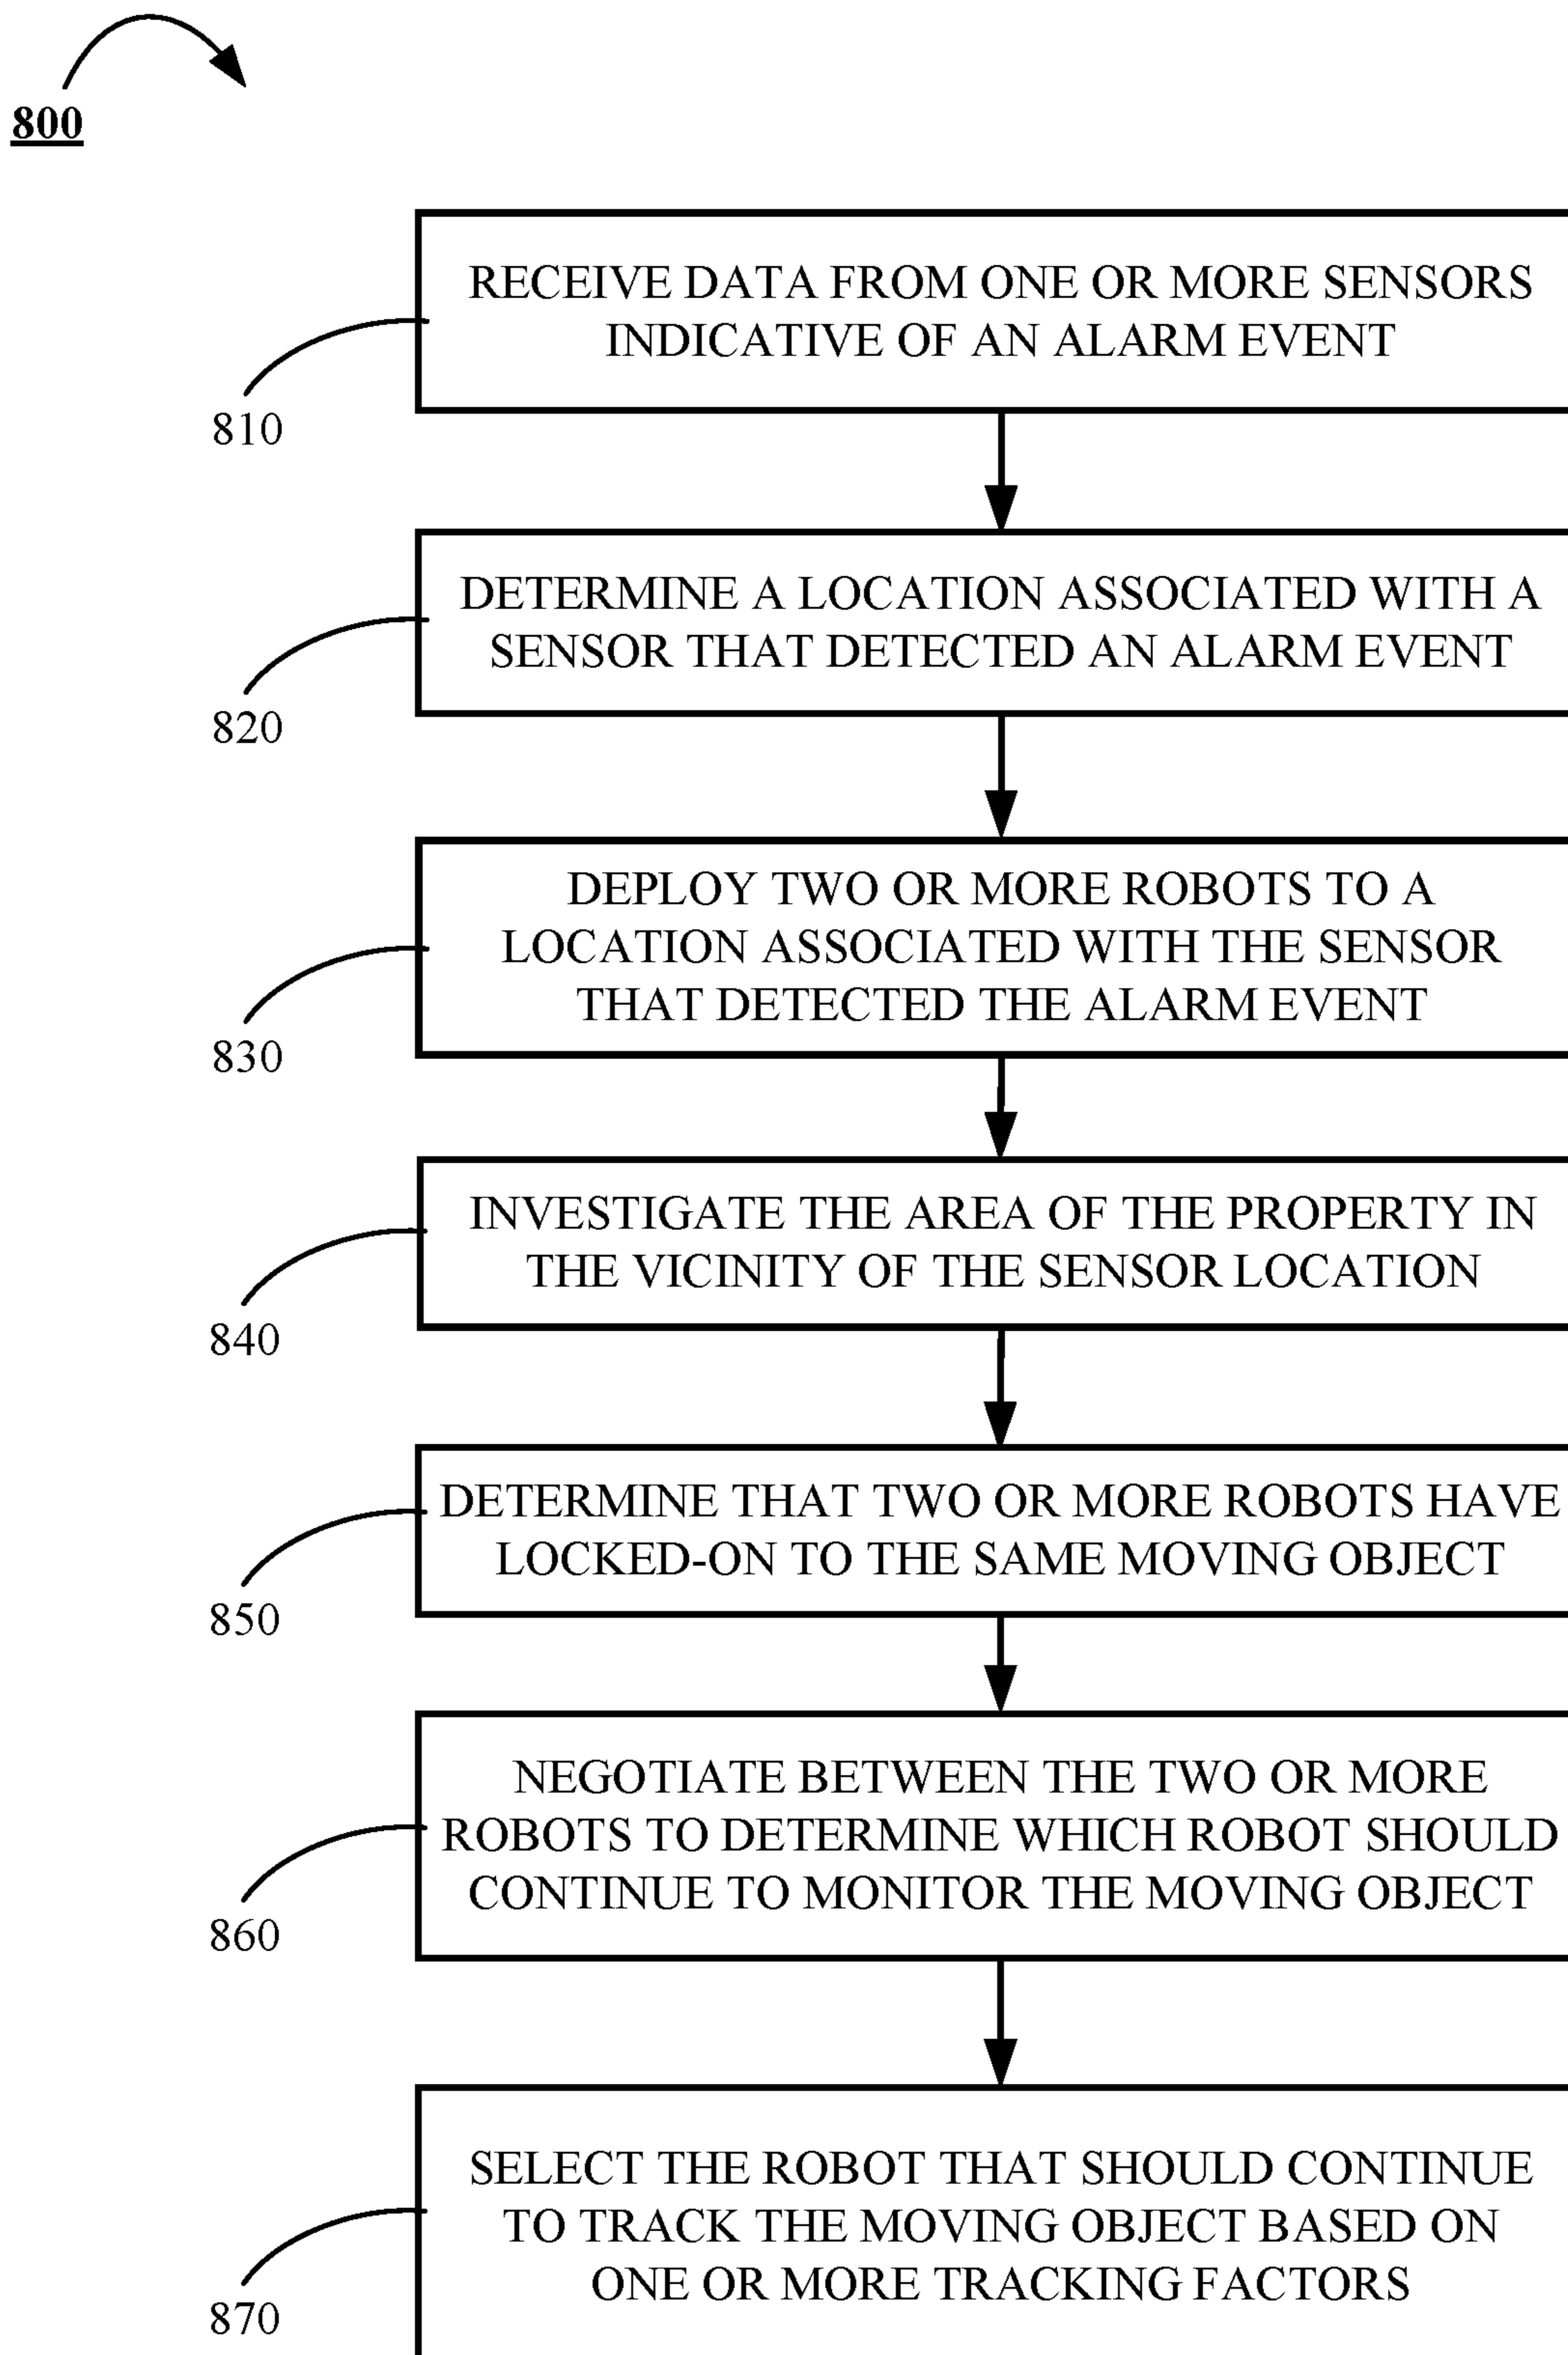 800
RECEIVE DATA FROM ONE OR MORE SENSORS
INDICATIVE OF AN ALARM EVENT
810
DETERMINE A LOCATION ASSOCIATED WITH A
SENSOR THAT DETECTED AN ALARM EVENT
820
DEPLOY TWO OR MORE ROBOTS TO A
LOCATION ASSOCIATED WITH THE SENSOR
THAT DETECTED THE ALARM EVENT
830
INVESTIGATE THE AREA OF THE PROPERTY IN
THE VICINITY OF THE SENSOR LOCATION
840
DETERMINE THAT TWO OR MORE ROBOTS HAVE
LOCKED-ON TO THE SAME MOVING OBJECT
850
NEGOTIATE BETWEEN THE TWO OR MORE
ROBOTS TO DETERMINE WHICH ROBOT SHOULD
CONTINUE TO MONITOR THE MOVING OBJECT
860
SELECT THE ROBOT THAT SHOULD CONTINUE
TO TRACK THE MOVING OBJECT BASED ON
ONE OR MORE TRACKING FACTORS
870